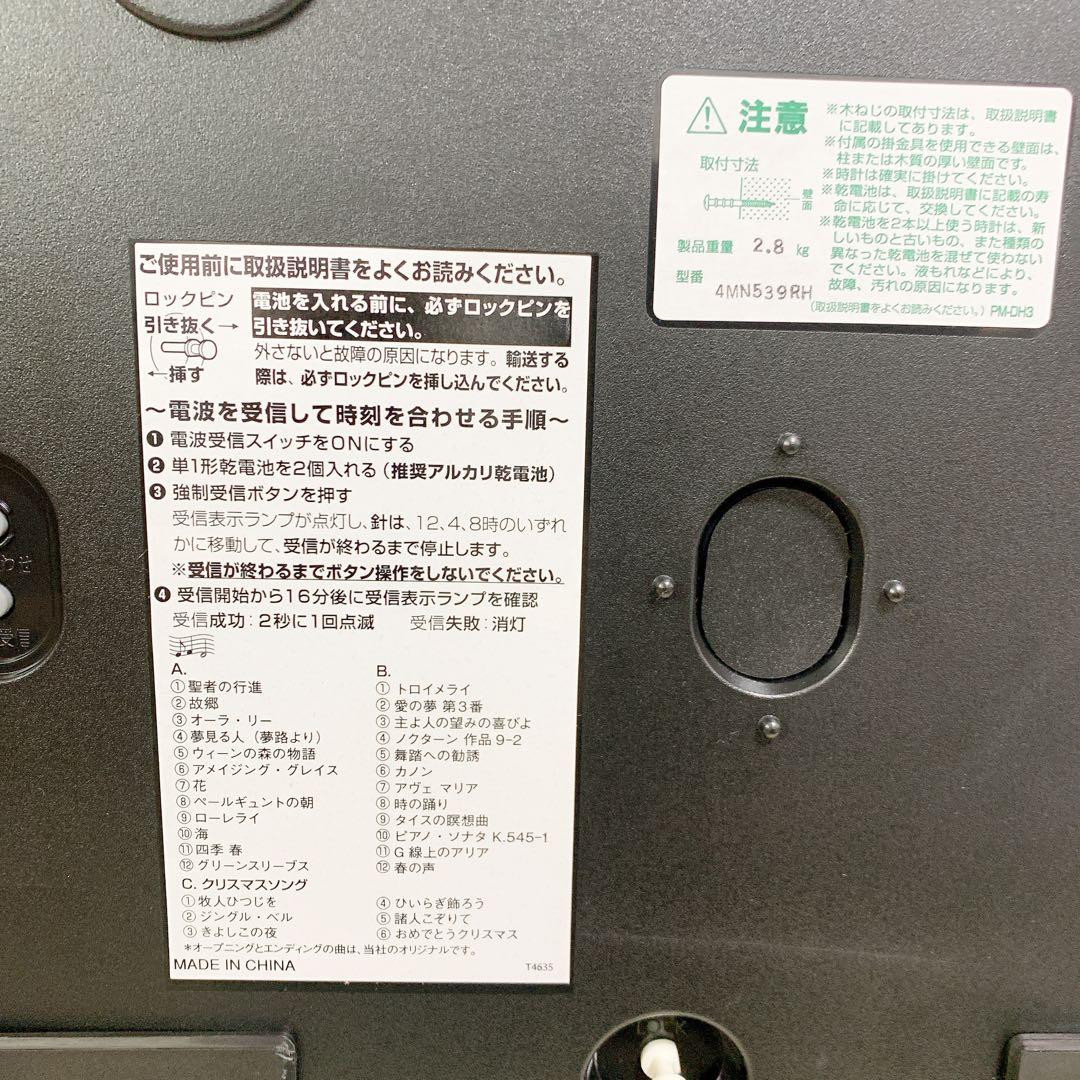 注意
※木ねじの取付寸法は、取扱説明書
に記載してあります。
※付属の掛金具を使用できる壁面は、
柱または木質の厚い壁面です。
※時計は確実に掛けてください。
※乾電池は、取扱説明書に記載の寿
命に応じて、交換してください。
※乾電池を2本以上使う時計は、新
しいものと古いもの、また種類の
異なった乾電池を混ぜて使わない
でください。液もれなどにより、
故障、汚れの原因になります。
(取扱説明書をよくお読みください。) PM-DH3
取付寸法
壁面
製品重量 2.8 kg
型番 4MN539RH
ご使用前に取扱説明書をよくお読みください。
ロックピン
引き抜く→
←挿す
電池を入れる前に、必ずロックピンを
引き抜いてください。
外さないと故障の原因になります。輸送する
際は、必ずロックピンを挿し込んでください。
～電波を受信して時刻を合わせる手順～
❶ 電波受信スイッチをONにする
❷ 単1形乾電池を2個入れる（推奨アルカリ乾電池）
❸ 強制受信ボタンを押す
受信表示ランプが点灯し、針は、12、4、8時のいずれ
かに移動して、受信が終わるまで停止します。
※受信が終わるまでボタン操作をしないでください。
❹ 受信開始から16分後に受信表示ランプを確認
受信成功：2秒に1回点滅 受信失敗：消灯
A.
① 聖者の行進
② 故郷
③ オーラ・リー
④ 夢見る人（夢路より）
⑤ ウィーンの森の物語
⑥ アメイジング・グレイス
⑦ 花
⑧ ペールギュントの朝
⑨ ローレライ
⑩ 海
⑪ 四季 春
⑫ グリーンスリーブス
B.
① トロイメライ
② 愛の夢 第3番
③ 主よ人の望みの喜びよ
④ ノクターン 作品 9-2
⑤ 舞踏への勧誘
⑥ カノン
⑦ アヴェ マリア
⑧ 時の踊り
⑨ タイスの瞑想曲
⑩ ピアノ・ソナタ K.545-1
⑪ G 線上のアリア
⑫ 春の声
C. クリスマスソング
① 牧人ひつじを
② ジングル・ベル
③ きよしこの夜
④ ひいらぎ飾ろう
⑤ 諸人こぞりて
⑥ おめでとうクリスマス
＊オープニングとエンディングの曲は、当社のオリジナルです。
MADE IN CHINA
T4635
わせ
受信